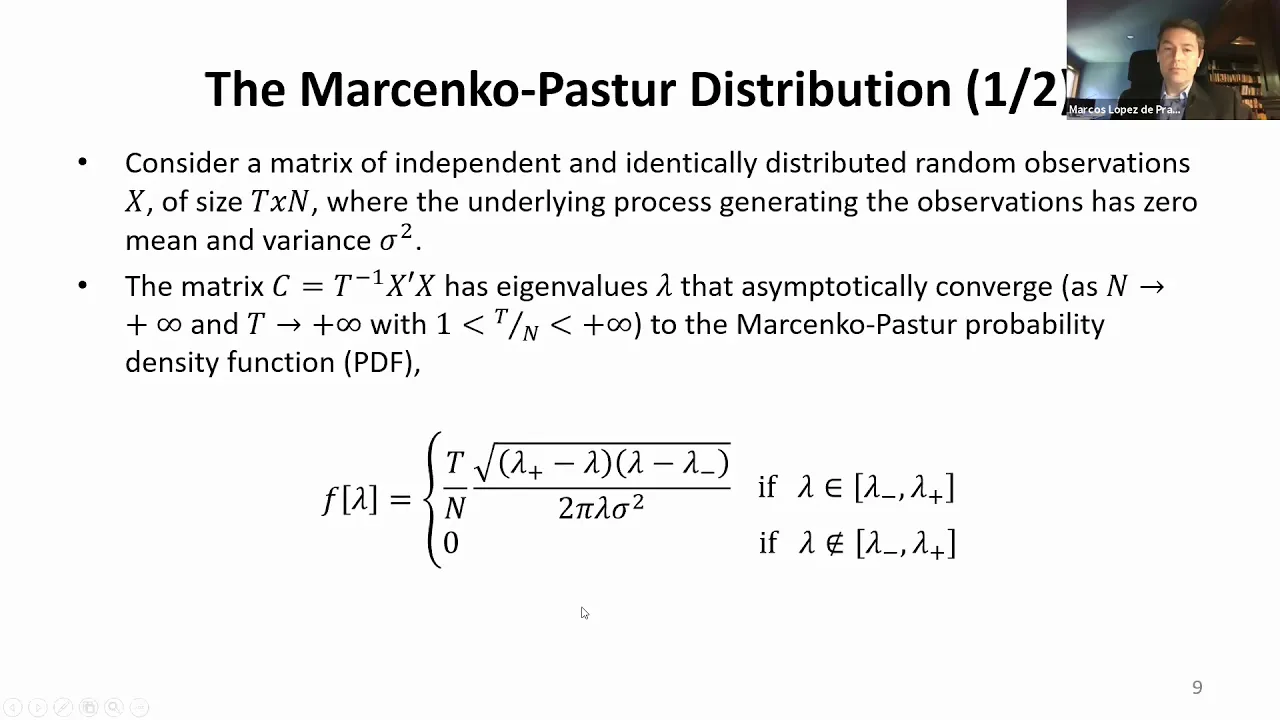 The Marcenko-Pastur Distribution (1/2)
Marcos Lopez de Pra...
• Consider a matrix of independent and identically distributed random observations
𝑋, of size 𝑇𝑥𝑁, where the underlying process generating the observations has zero
mean and variance 𝜎².
• The matrix 𝐶 = 𝑇⁻¹𝑋′𝑋 has eigenvalues 𝜆 that asymptotically converge (as 𝑁 →
+ ∞ and 𝑇 → +∞ with 1 < 𝑇/𝑁 < +∞) to the Marcenko-Pastur probability
density function (PDF),
𝑓[𝜆] = { 𝑇/𝑁 √((𝜆₊ − 𝜆)(𝜆 − 𝜆₋)) / 2𝜋𝜆𝜎² if 𝜆 ∈ [𝜆₋, 𝜆₊]
0 if 𝜆 ∉ [𝜆₋, 𝜆₊]
9